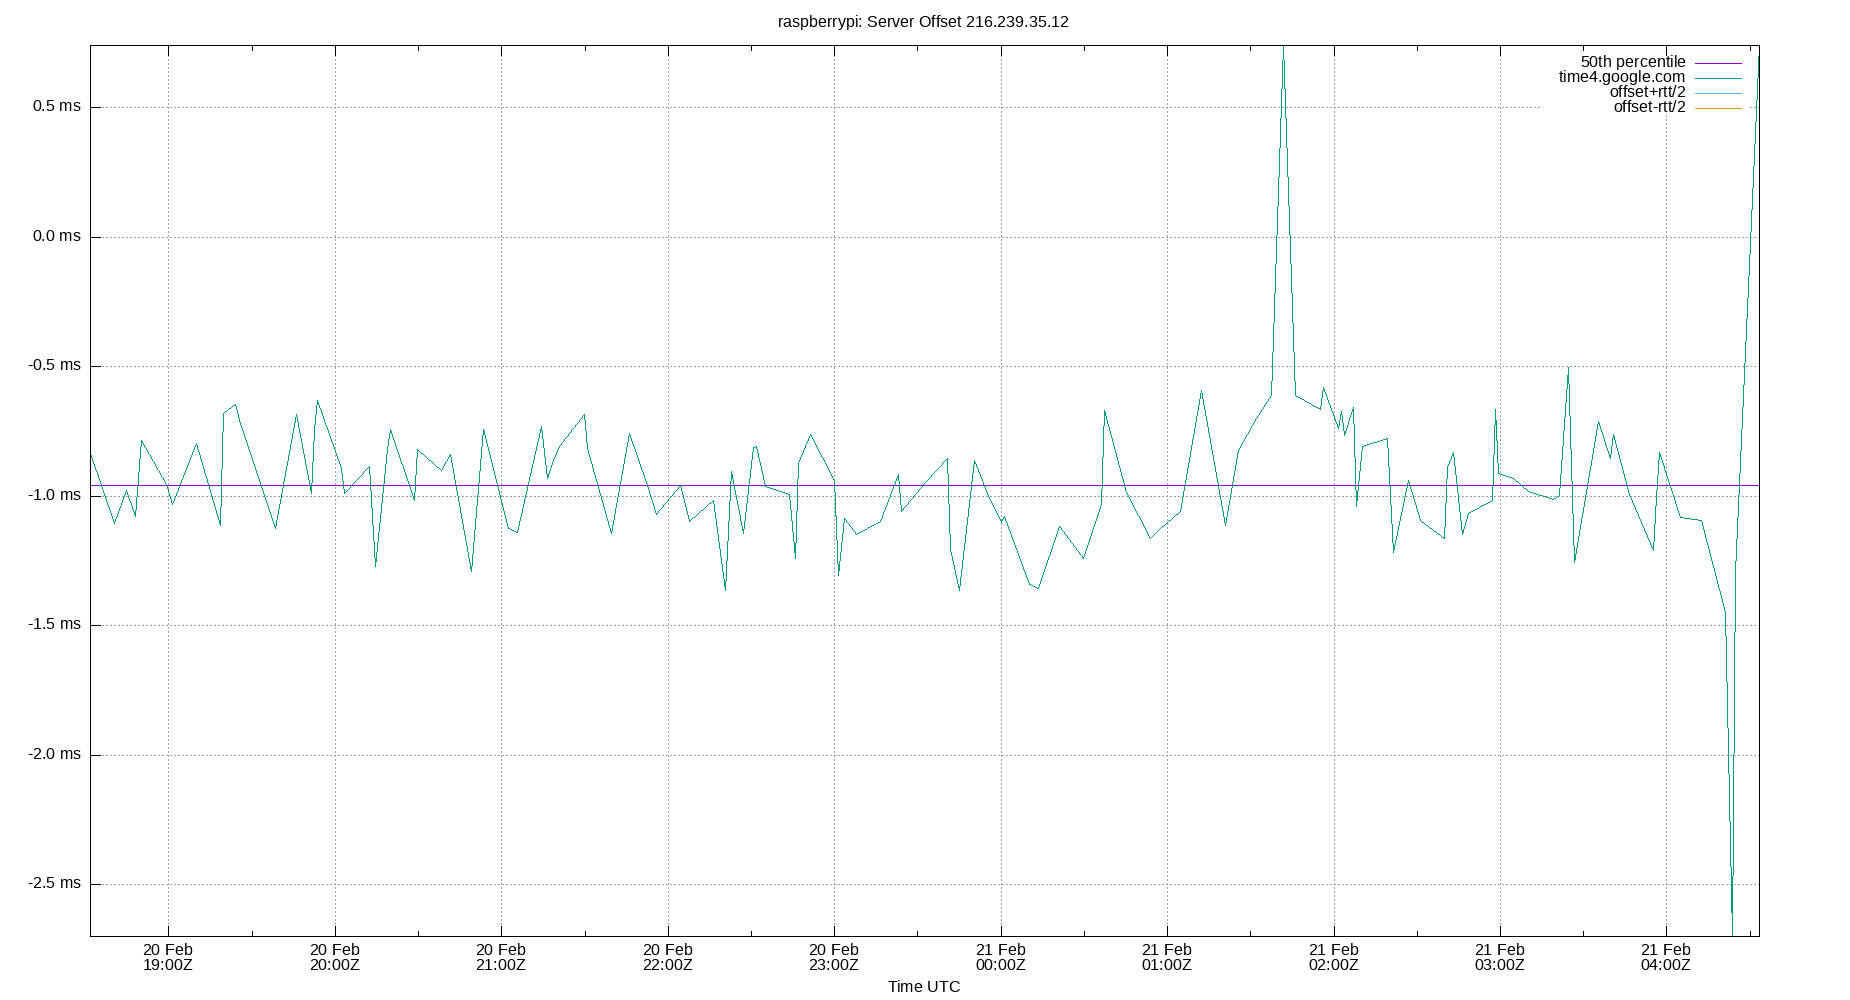 raspberrypi: Server Offset 216.239.35.12
50th percentile
time4.google.com
offset+rtt/2
offset-rtt/2
0.5 ms
0.0 ms
-0.5 ms
-1.0 ms
-1.5 ms
-2.0 ms
-2.5 ms
20 Feb 20 Feb 20 Feb 20 Feb 20 Feb 21 Feb 21 Feb 21 Feb 21 Feb 21 Feb
19:00Z 20:00Z 21:00Z 22:00Z 23:00Z 00:00Z 01:00Z 02:00Z 03:00Z 04:00Z
Time UTC